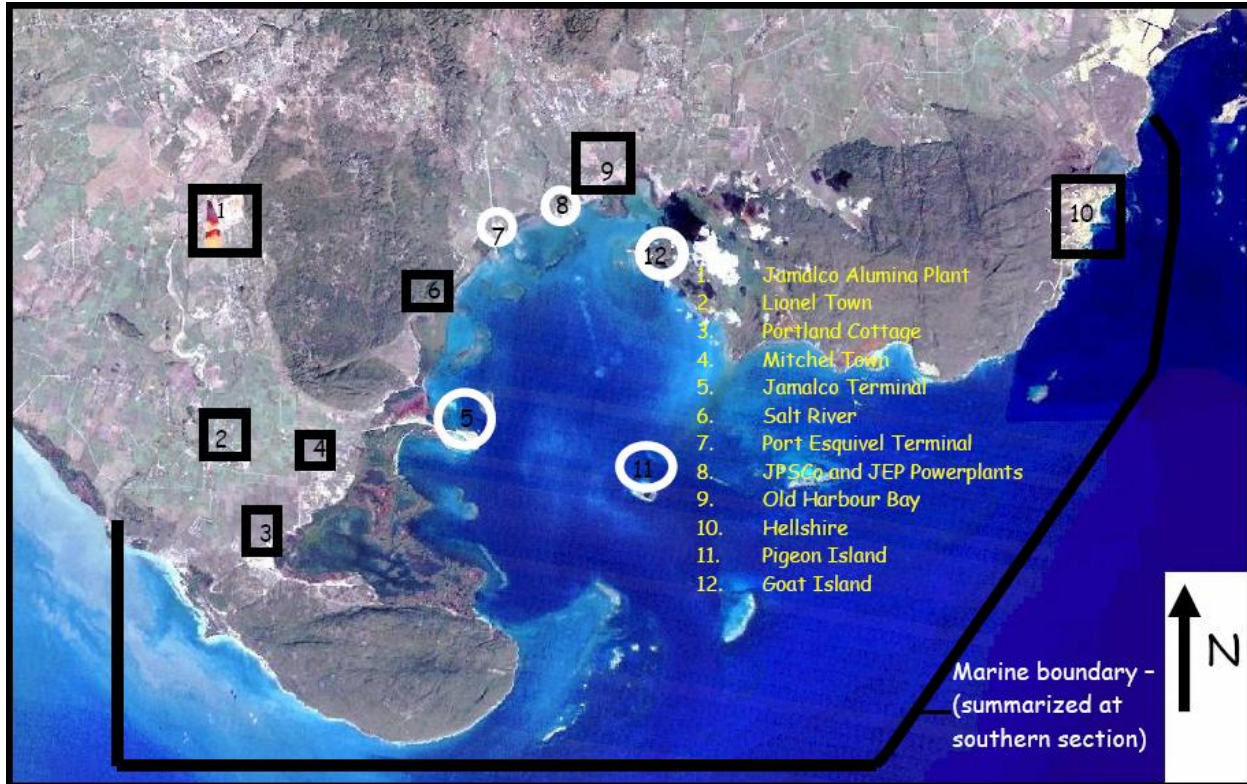 9
8
1
7
10
12
6
1. Jamalco Alumina Plant
2. Lionel Town
3. Portland Cottage
4. Mitchel Town
5. Jamalco Terminal
6. Salt River
7. Port Esquivel Terminal
8. JPSCo and JEP Powerplants
9. Old Harbour Bay
10. Hellshire
11. Pigeon Island
12. Goat Island
5
2
4
11
3
N
Marine boundary –
(summarized at
southern section)